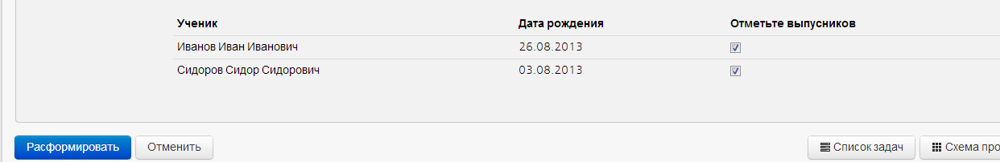 Ученик Дата рождения Отметьте выпусников
Иванов Иван Иванович 26.08.2013
Сидоров Сидор Сидорович 03.08.2013
Расформировать Отменить Список задач Схема про